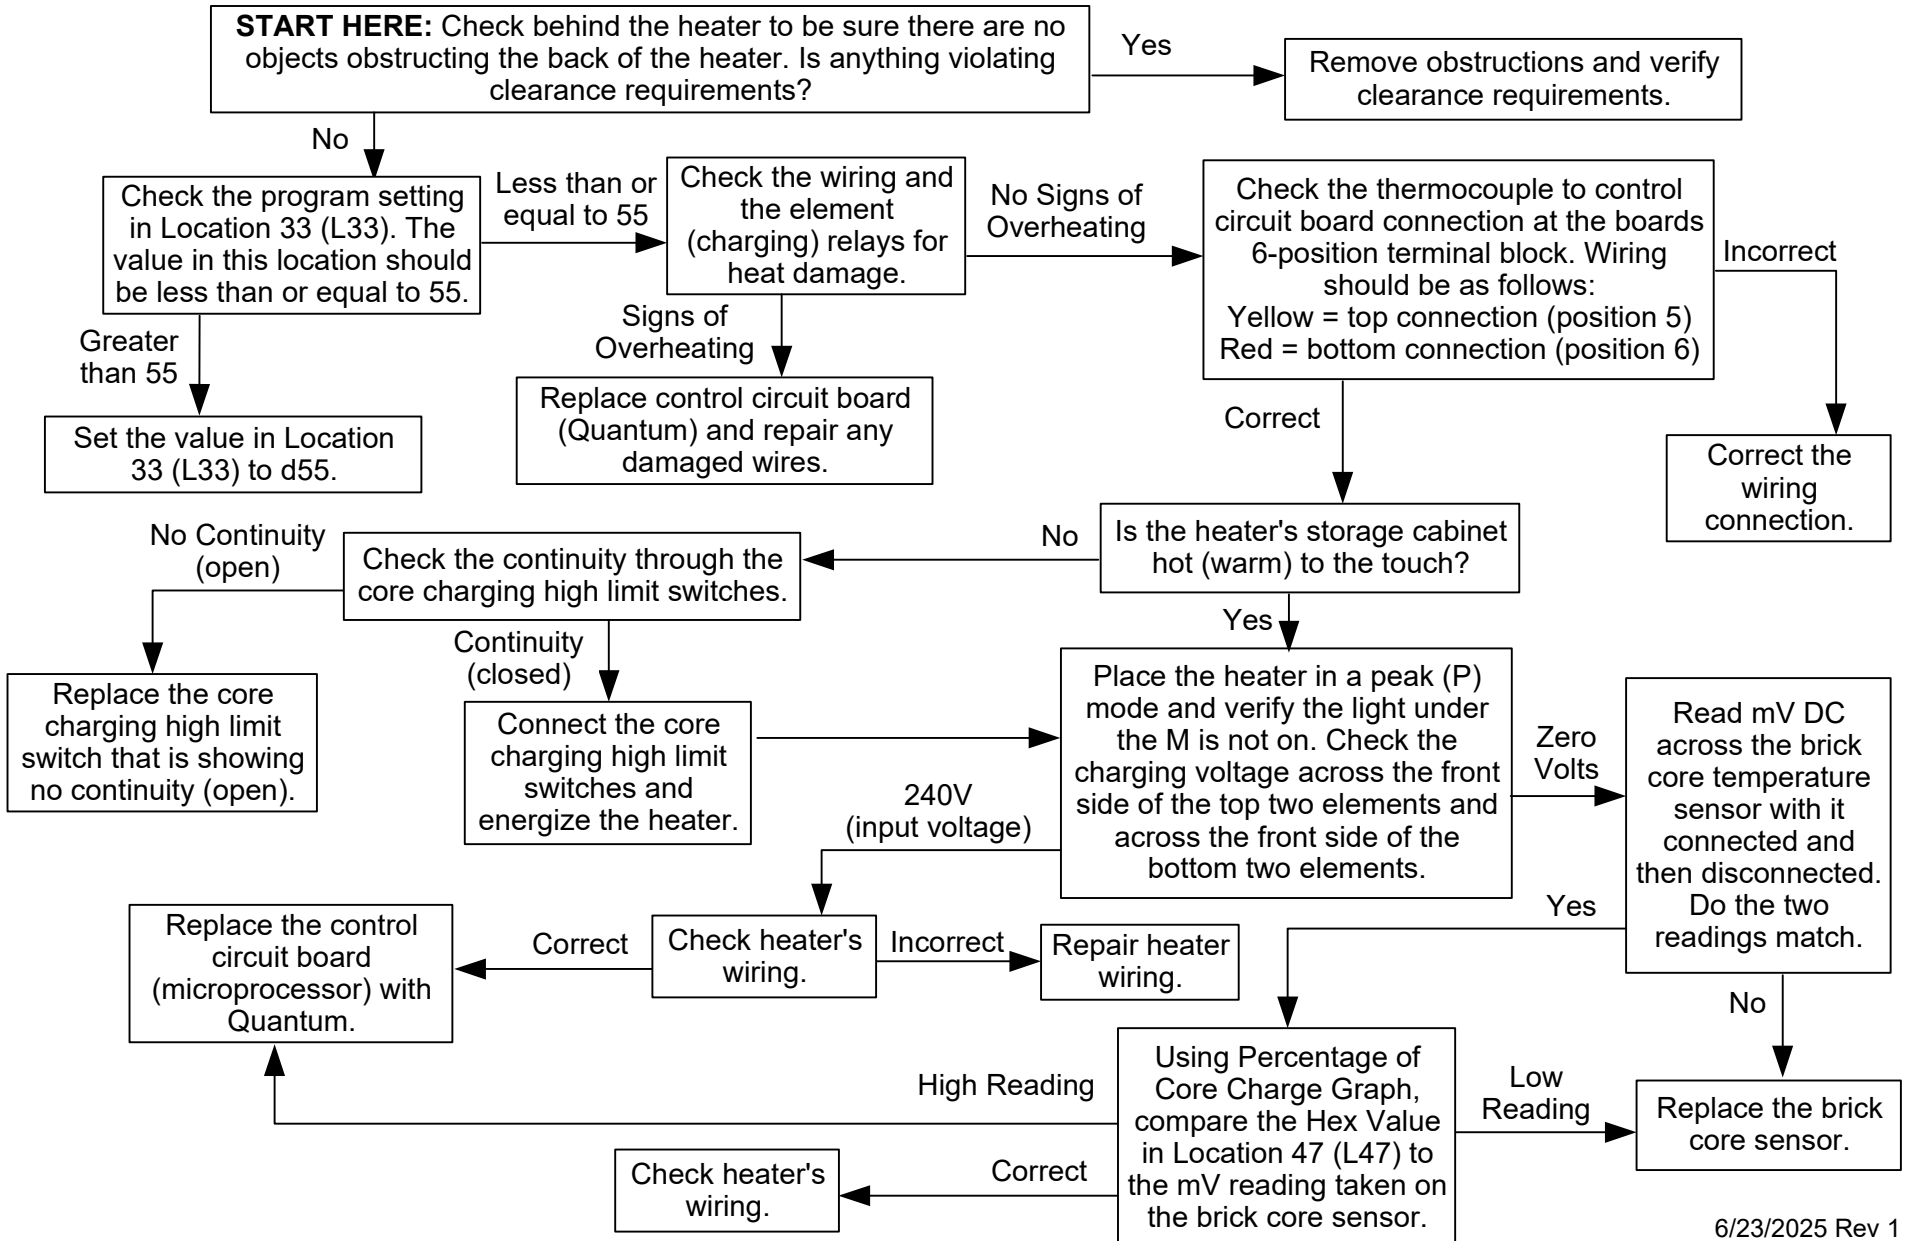 START HERE: Check behind the heater to be sure there are no
objects obstructing the back of the heater. Is anything violating
clearance requirements?
Yes
Remove obstructions and verify
clearance requirements.
No
Check the program setting
in Location 33 (L33). The
value in this location should
be less than or equal to 55.
Less than or
equal to 55
Check the wiring and
the element
(charging) relays for
heat damage.
No Signs of
Overheating
Check the thermocouple to control
circuit board connection at the boards
6-position terminal block. Wiring
should be as follows:
Yellow = top connection (position 5)
Red = bottom connection (position 6)
Incorrect
Greater
than 55
Signs of
Overheating
Set the value in Location
33 (L33) to d55.
Replace control circuit board
(Quantum) and repair any
damaged wires.
Correct
Correct the
wiring
connection.
Is the heater's storage cabinet
hot (warm) to the touch?
No
Check the continuity through the
core charging high limit switches.
No Continuity
(open)
Continuity
(closed)
Yes
Replace the core
charging high limit
switch that is showing
no continuity (open).
Connect the core
charging high limit
switches and
energize the heater.
Place the heater in a peak (P)
mode and verify the light under
the M is not on. Check the
charging voltage across the front
side of the top two elements and
across the front side of the
bottom two elements.
Zero
Volts
Read mV DC
across the brick
core temperature
sensor with it
connected and
then disconnected.
Do the two
readings match.
240V
(input voltage)
Yes
Replace the control
circuit board
(microprocessor) with
Quantum.
Correct
Check heater's
wiring.
Incorrect
Repair heater
wiring.
No
High Reading
Using Percentage of
Core Charge Graph,
compare the Hex Value
in Location 47 (L47) to
the mV reading taken on
the brick core sensor.
Low
Reading
Replace the brick
core sensor.
Correct
Check heater's
wiring.
6/23/2025 Rev 1